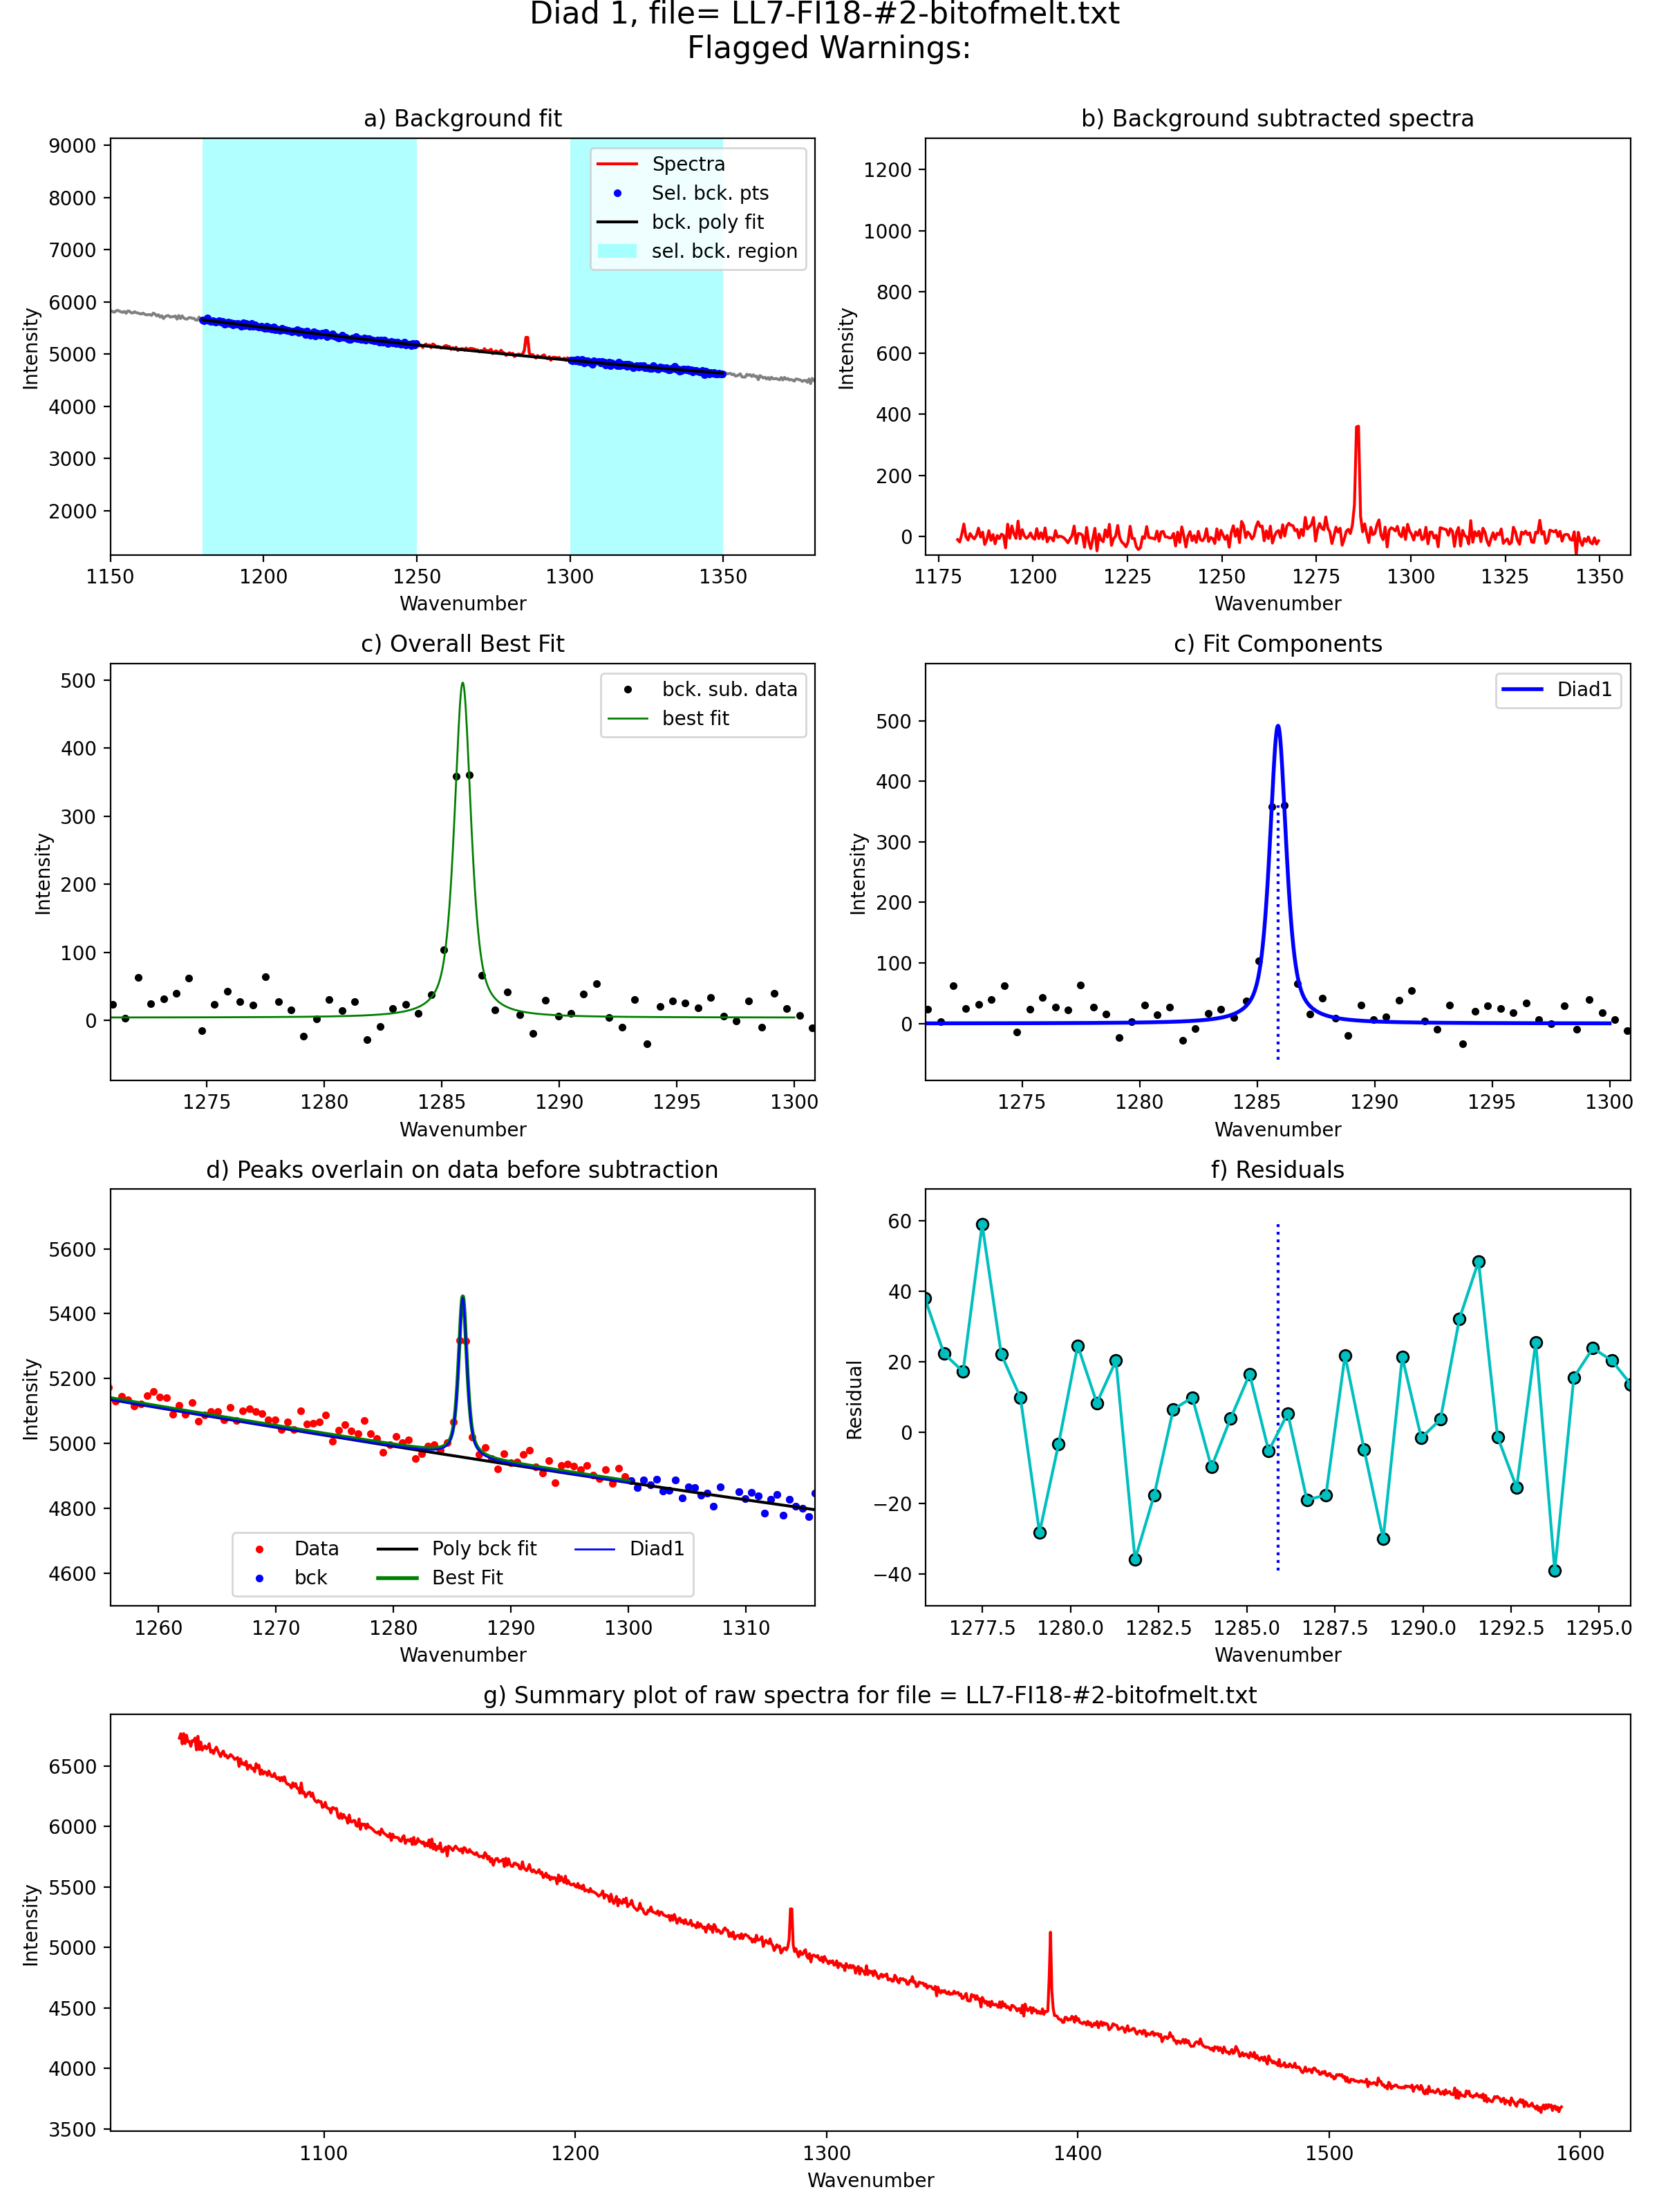 Diad 1, file= LL7-FI18-#2-bitofmelt.txt
Flagged Warnings:
a) Background fit
9000
8000
7000
6000
5000
4000
3000
2000
Intensity
Spectra
Sel. bck. pts
bck. poly fit
sel. bck. region
1150 1200 1250 1300 1350
Wavenumber
b) Background subtracted spectra
1200
1000
800
600
400
200
0
Intensity
1175 1200 1225 1250 1275 1300 1325 1350
Wavenumber
c) Overall Best Fit
500
400
300
200
100
0
Intensity
bck. sub. data
best fit
1275 1280 1285 1290 1295 1300
Wavenumber
c) Fit Components
500
400
300
200
100
0
Intensity
Diad1
1275 1280 1285 1290 1295 1300
Wavenumber
d) Peaks overlain on data before subtraction
5600
5400
5200
5000
4800
4600
Intensity
Data
bck
Poly bck fit
Best Fit
Diad1
1260 1270 1280 1290 1300 1310
Wavenumber
f) Residuals
60
40
20
0
−20
−40
Residual
1277.5 1280.0 1282.5 1285.0 1287.5 1290.0 1292.5 1295.0
Wavenumber
g) Summary plot of raw spectra for file = LL7-FI18-#2-bitofmelt.txt
6500
6000
5500
5000
4500
4000
3500
Intensity
1100 1200 1300 1400 1500 1600
Wavenumber